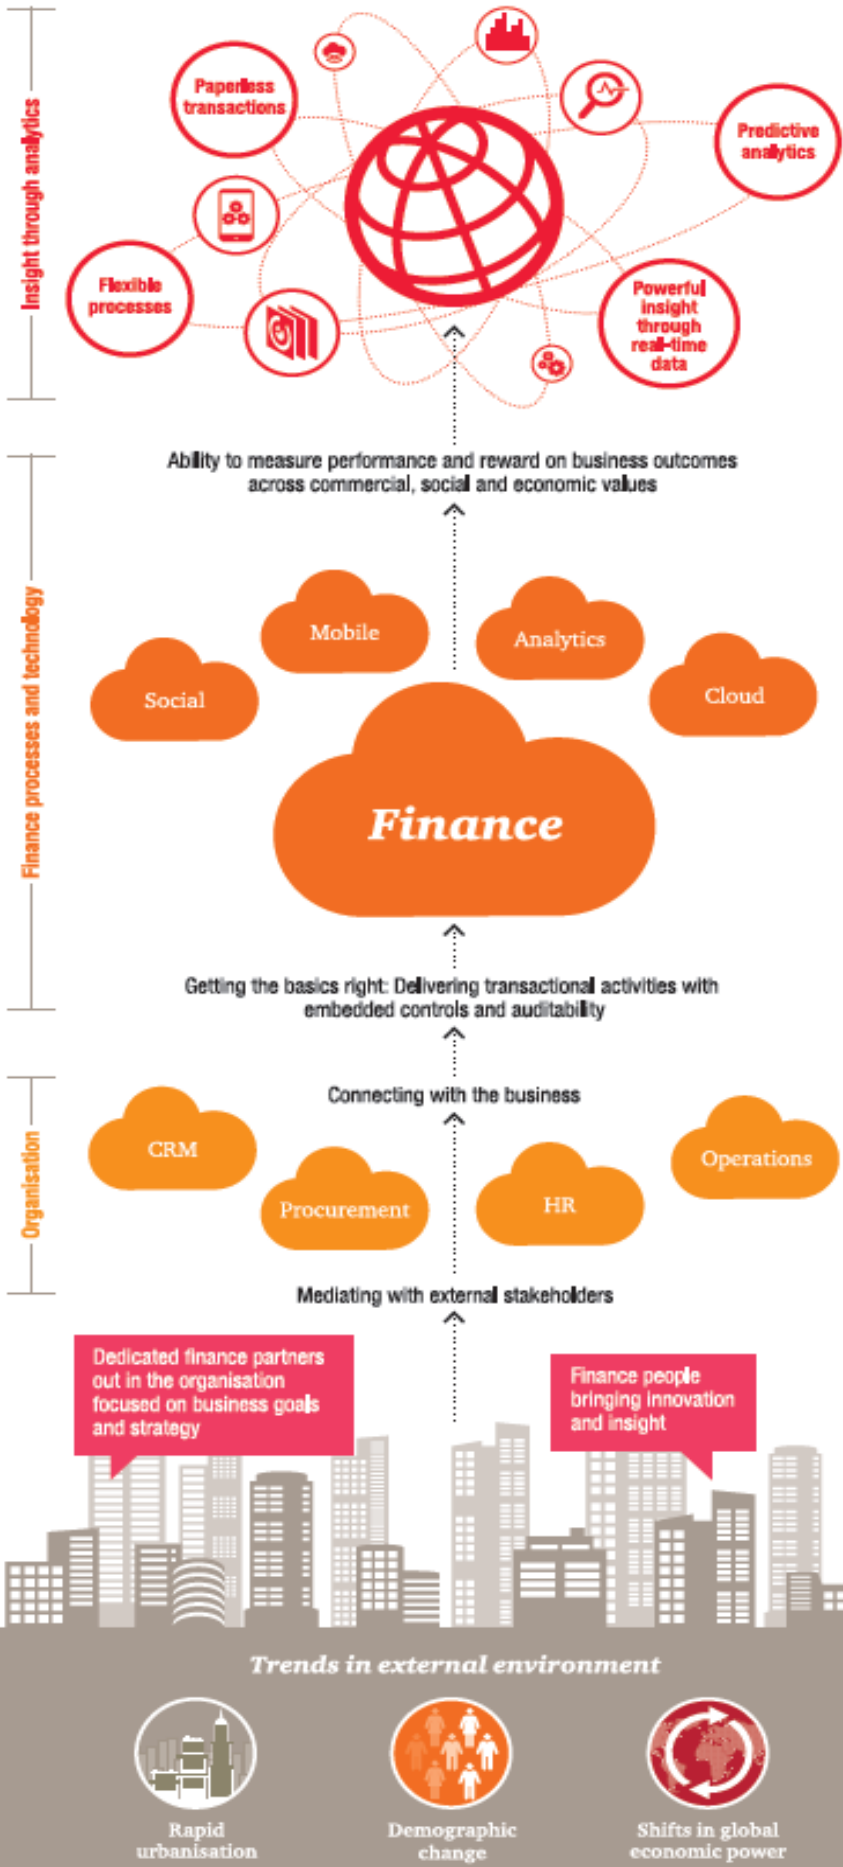 Insight through analytics
Paperless
transactions
Predictive
analytics
Flexible
processes
Powerful
insight
through
real-time
data
Finance processes and technology
Ability to measure performance and reward on business outcomes
across commercial, social and economic values
Mobile
Analytics
Social
Cloud
Finance
Getting the basics right: Delivering transactional activities with
embedded controls and auditability
Organisation
Connecting with the business
CRM
Operations
Procurement
HR
Mediating with external stakeholders
Dedicated finance partners
out in the organisation
focused on business goals
and strategy
Finance people
bringing innovation
and insight
Trends in external environment
Rapid
urbanisation
Demographic
change
Shifts in global
economic power